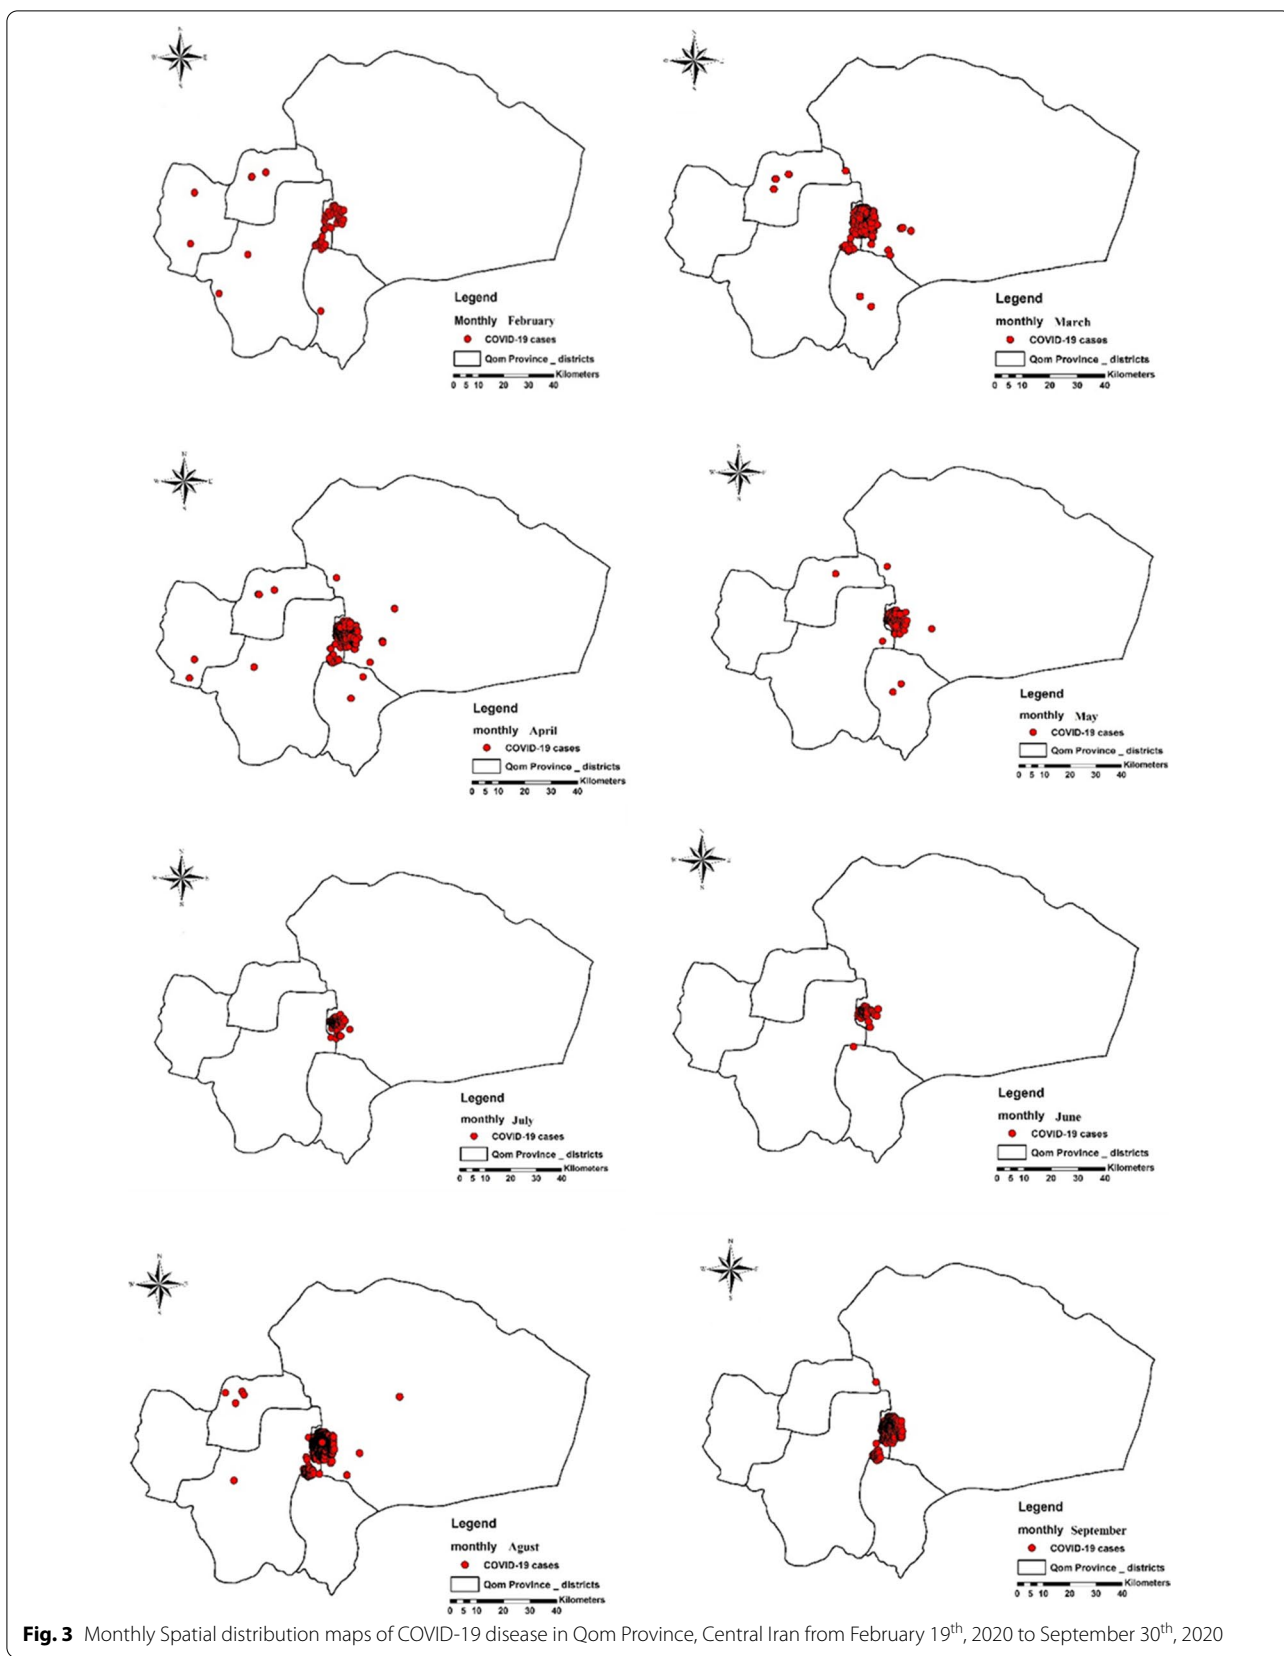 N
W E
S
Legend
Monthly February
COVID-19 cases
Qom Province _ districts
Kilometers
0 5 10 20 30 40
Legend
monthly March
COVID-19 cases
Qom Province _ districts
Kilometers
0 5 10 20 30 40
Legend
monthly April
COVID-19 cases
Qom Province _ districts
Kilometers
0 5 10 20 30 40
Legend
monthly May
COVID-19 cases
Qom Province _ districts
Kilometers
0 5 10 20 30 40
Legend
monthly July
COVID-19 cases
Qom Province _ districts
Kilometers
0 5 10 20 30 40
Legend
monthly June
COVID-19 cases
Qom Province _ districts
Kilometers
0 5 10 20 30 40
Legend
monthly Agust
COVID-19 cases
Qom Province _ districts
Kilometers
0 5 10 20 30 40
Legend
monthly September
COVID-19 cases
Qom Province _ districts
Kilometers
0 5 10 20 30 40
Fig. 3 Monthly Spatial distribution maps of COVID-19 disease in Qom Province, Central Iran from February 19th, 2020 to September 30th, 2020